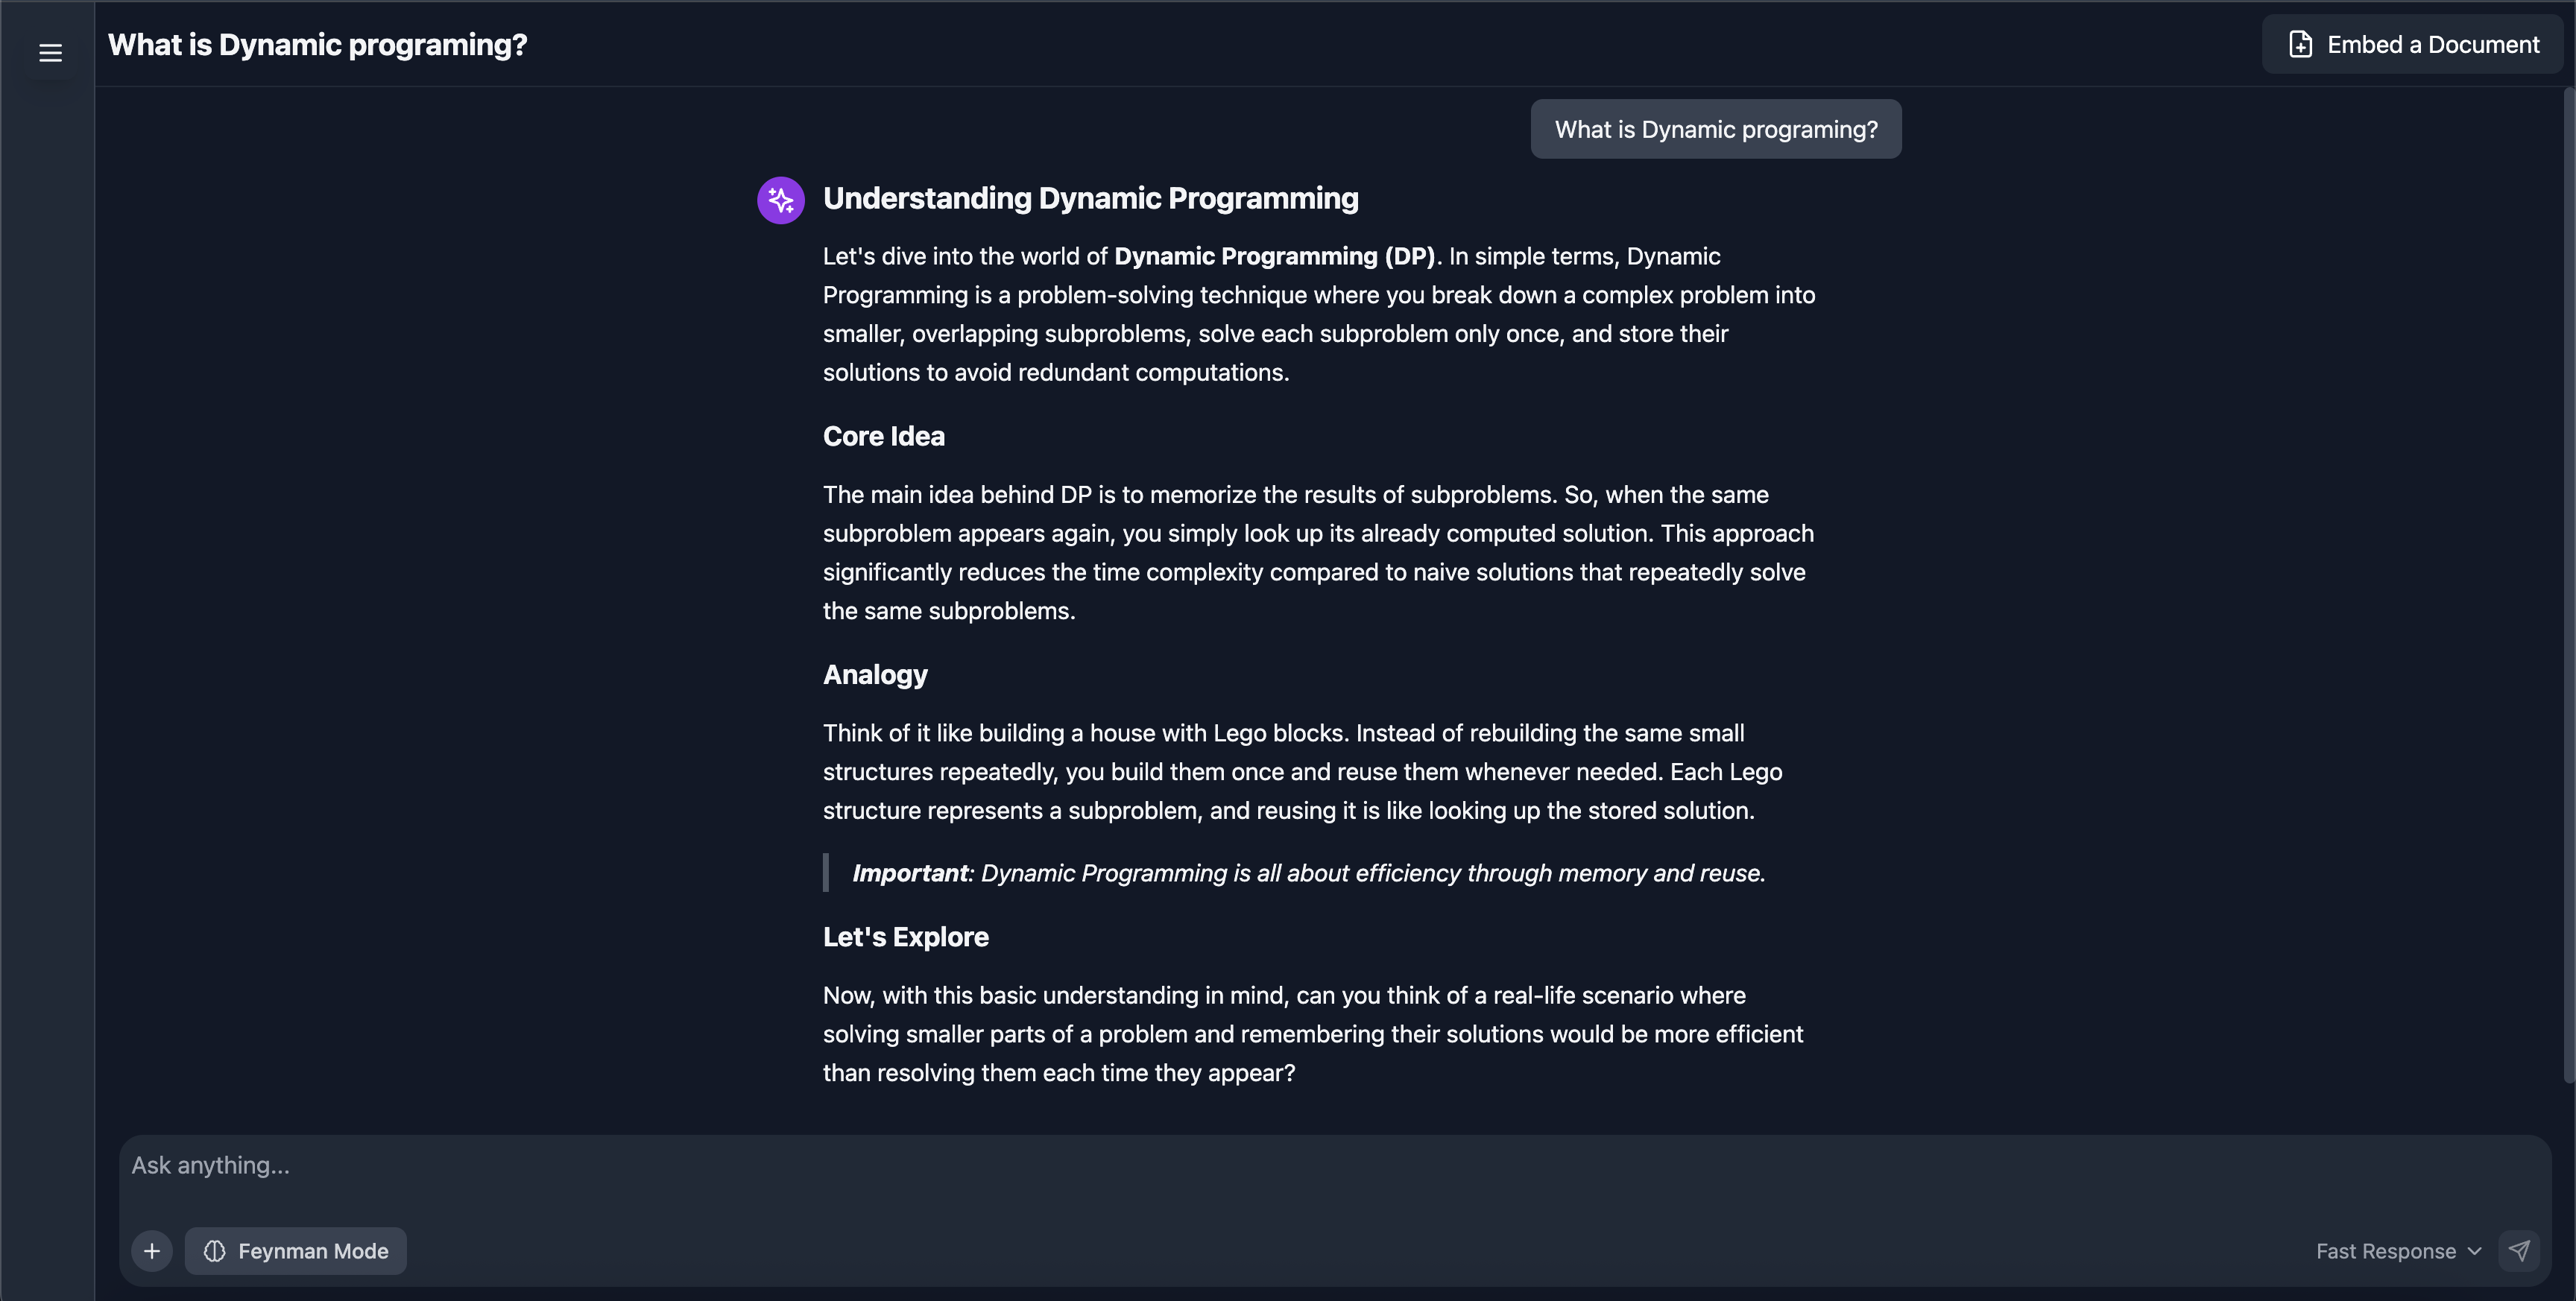 What is Dynamic programing?
Embed a Document
What is Dynamic programing?
Understanding Dynamic Programming
Let's dive into the world of Dynamic Programming (DP). In simple terms, Dynamic
Programming is a problem-solving technique where you break down a complex problem into
smaller, overlapping subproblems, solve each subproblem only once, and store their
solutions to avoid redundant computations.
Core Idea
The main idea behind DP is to memorize the results of subproblems. So, when the same
subproblem appears again, you simply look up its already computed solution. This approach
significantly reduces the time complexity compared to naive solutions that repeatedly solve
the same subproblems.
Analogy
Think of it like building a house with Lego blocks. Instead of rebuilding the same small
structures repeatedly, you build them once and reuse them whenever needed. Each Lego
structure represents a subproblem, and reusing it is like looking up the stored solution.
Important: Dynamic Programming is all about efficiency through memory and reuse.
Let's Explore
Now, with this basic understanding in mind, can you think of a real-life scenario where
solving smaller parts of a problem and remembering their solutions would be more efficient
than resolving them each time they appear?
Ask anything...
Feynman Mode
Fast Response